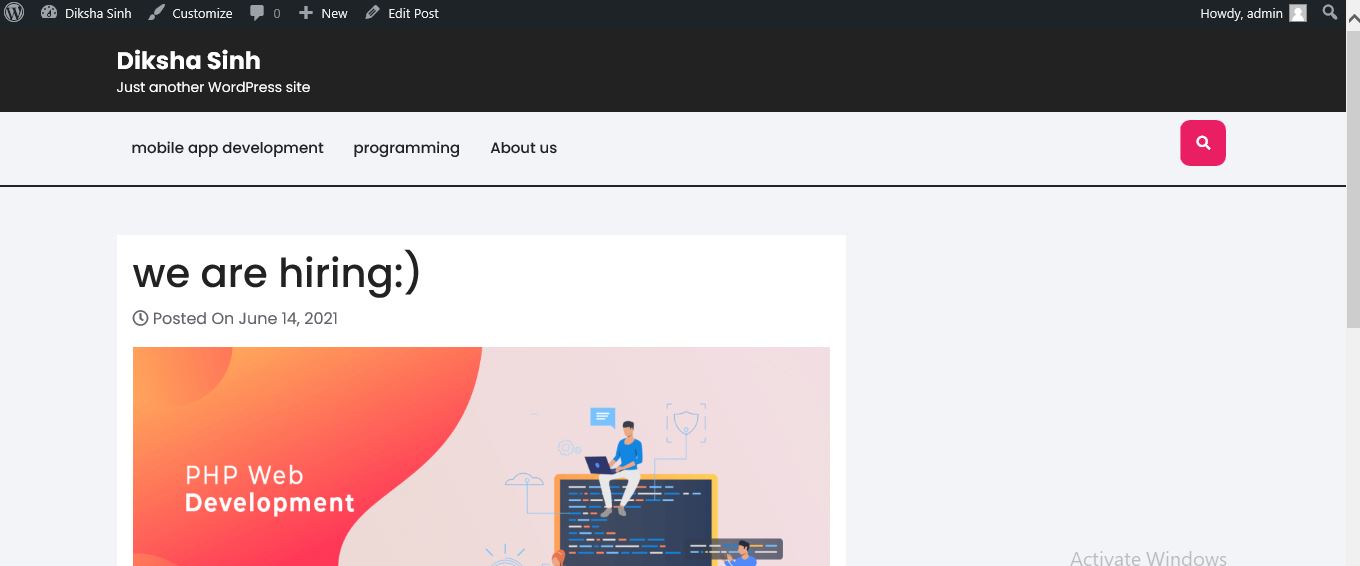 Diksha Sinh Customize 0 New Edit Post Howdy, admin
Diksha Sinh
Just another WordPress site
mobile app development programming About us
we are hiring:)
Posted On June 14, 2021
PHP Web
Development
Activate Windows